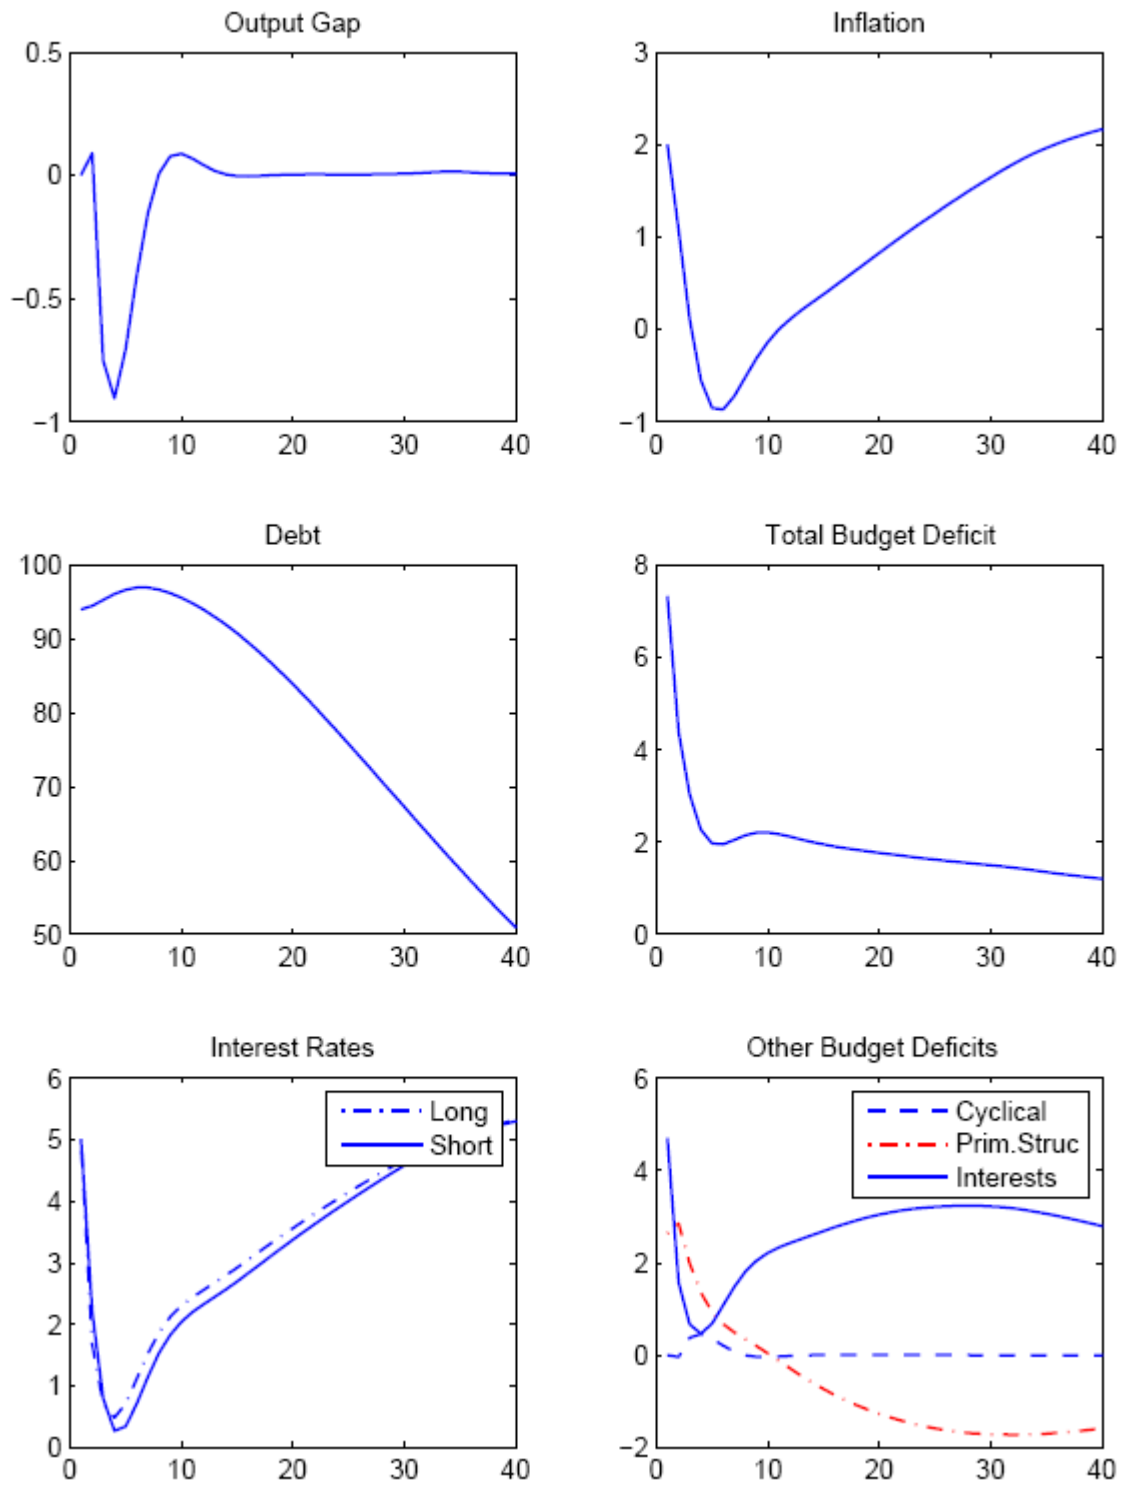 Output Gap
0.5
0
−0.5
−1
0 10 20 30 40
Inflation
3
2
1
0
−1
0 10 20 30 40
Debt
100
90
80
70
60
50
0 10 20 30 40
Total Budget Deficit
8
6
4
2
0
0 10 20 30 40
Interest Rates
6
5
4
3
2
1
0
0 10 20 30 40
Long
Short
Other Budget Deficits
6
4
2
0
−2
0 10 20 30 40
Cyclical
Prim.Struc
Interests